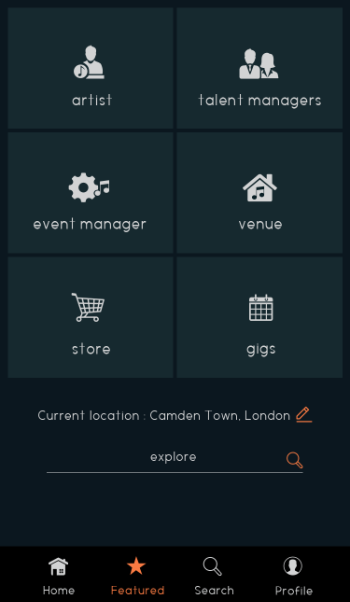 artist
talent managers
event manager
venue
store
gigs
Current location : Camden Town, London
explore
Home
Featured
Search
Profile